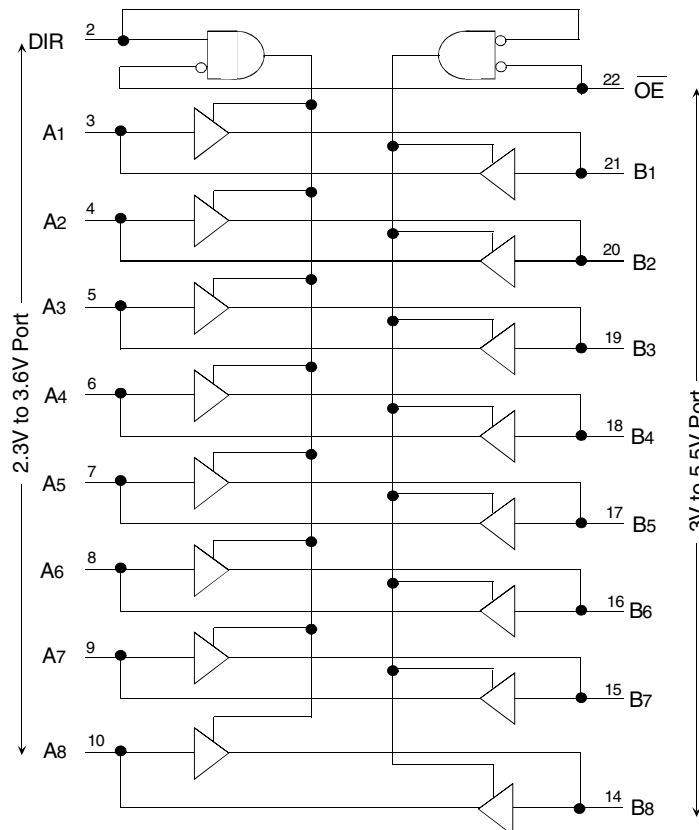 DIR 2
22 OE
A1 3
21 B1
A2 4
20 B2
A3 5
19 B3
A4 6
18 B4
A5 7
17 B5
A6 8
16 B6
A7 9
15 B7
A8 10
14 B8
2.3V to 3.6V Port
3V to 5.5V Port